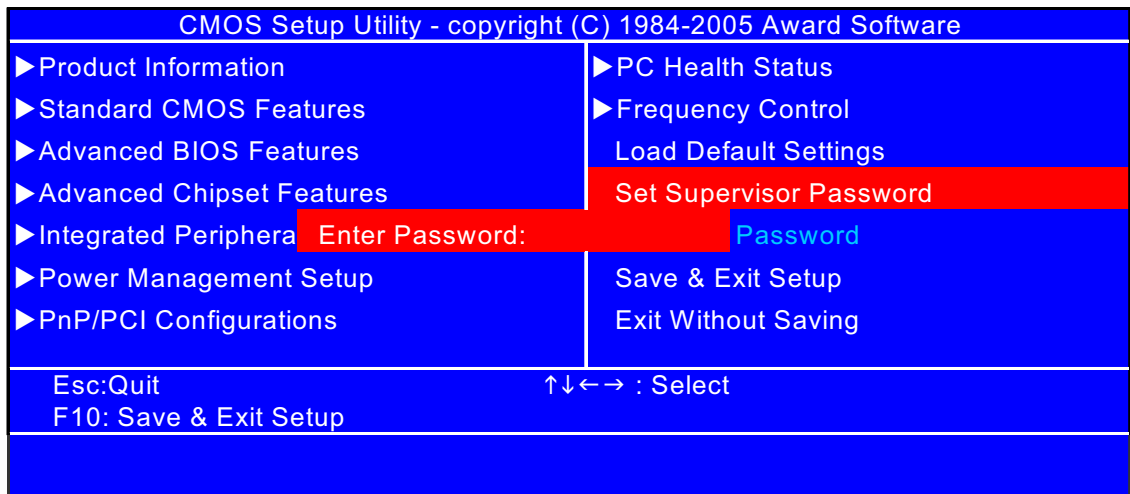 CMOS Setup Utility - copyright (C) 1984-2005 Award Software
▶Product Information
▶Standard CMOS Features
▶Advanced BIOS Features
▶Advanced Chipset Features
▶Integrated Periphera
▶Power Management Setup
▶PnP/PCI Configurations
▶PC Health Status
▶Frequency Control
Load Default Settings
Set Supervisor Password
Password
Save & Exit Setup
Exit Without Saving
Enter Password:
Esc:Quit
↑↓←→ : Select
F10: Save & Exit Setup